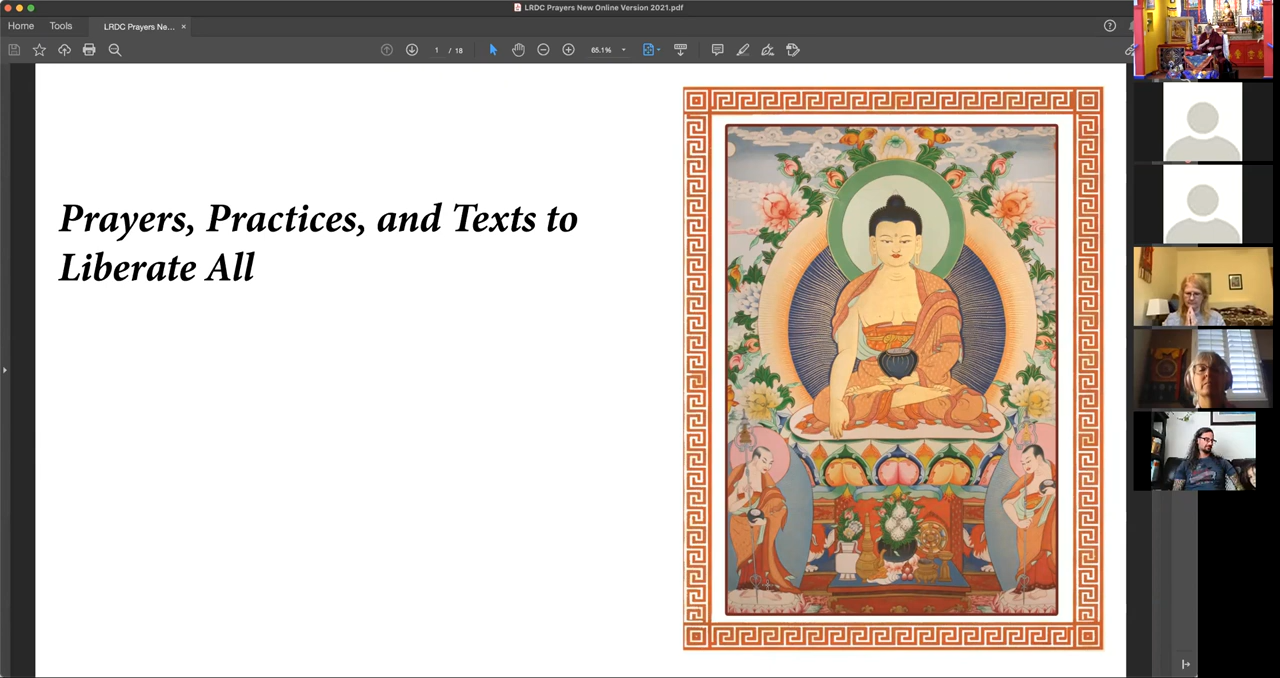 LRDC Prayers New Online Version 2021.pdf
Home
Tools
LRDC Prayers Ne...
1 / 18
65.1%
Prayers, Practices, and Texts to
Liberate All